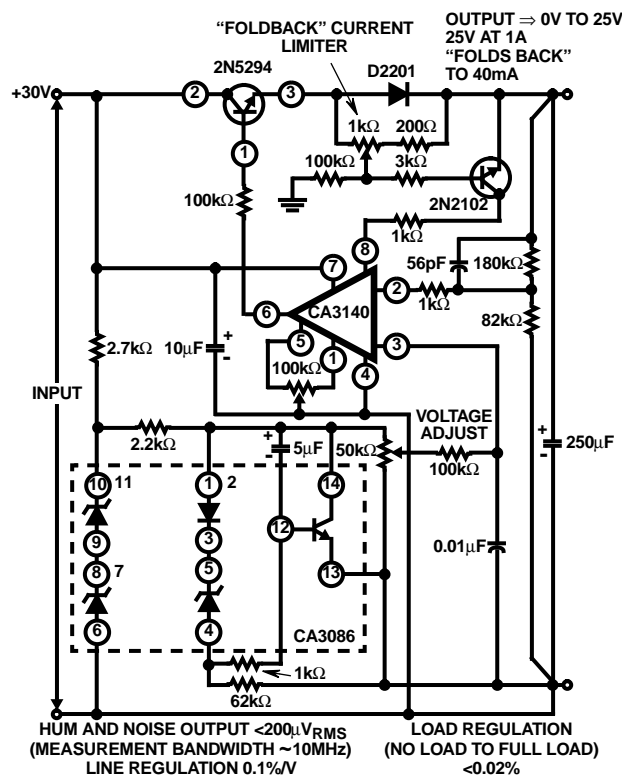 OUTPUT ⇒ 0V TO 25V
25V AT 1A
“FOLDS BACK”
TO 40mA
“FOLDBACK” CURRENT
LIMITER
2N5294
D2201
+30V
2
3
1kΩ
200Ω
1
100kΩ
3kΩ
100kΩ
2N2102
1kΩ
8
7
56pF
180kΩ
2
6
CA3140
1kΩ
82kΩ
5
3
1
2.7kΩ
10μF
+
-
4
100kΩ
INPUT
VOLTAGE
ADJUST
2.2kΩ
+
-
5μF
50kΩ
100kΩ
+
-
250μF
10
11
1
2
14
9
3
12
0.01μF
8
7
5
13
6
4
CA3086
1kΩ
62kΩ
HUM AND NOISE OUTPUT <200μVRMS
(MEASUREMENT BANDWIDTH ~10MHz)
LINE REGULATION 0.1%/V
LOAD REGULATION
(NO LOAD TO FULL LOAD)
<0.02%